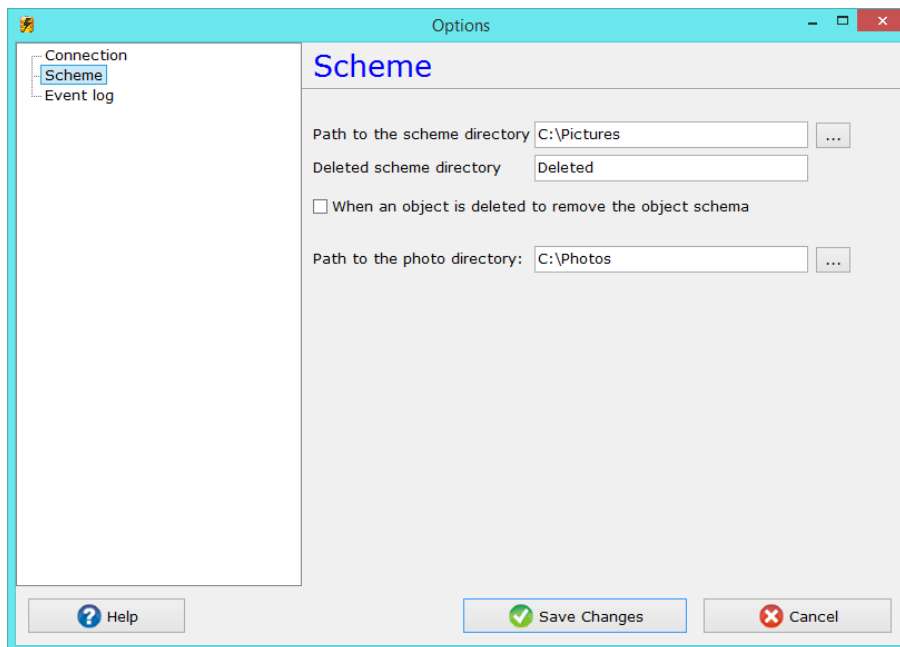 Options
Connection
Scheme
Event log
Scheme
Path to the scheme directory C:\Pictures ...
Deleted scheme directory Deleted
When an object is deleted to remove the object schema
Path to the photo directory: C:\Photos ...
Help Save Changes Cancel